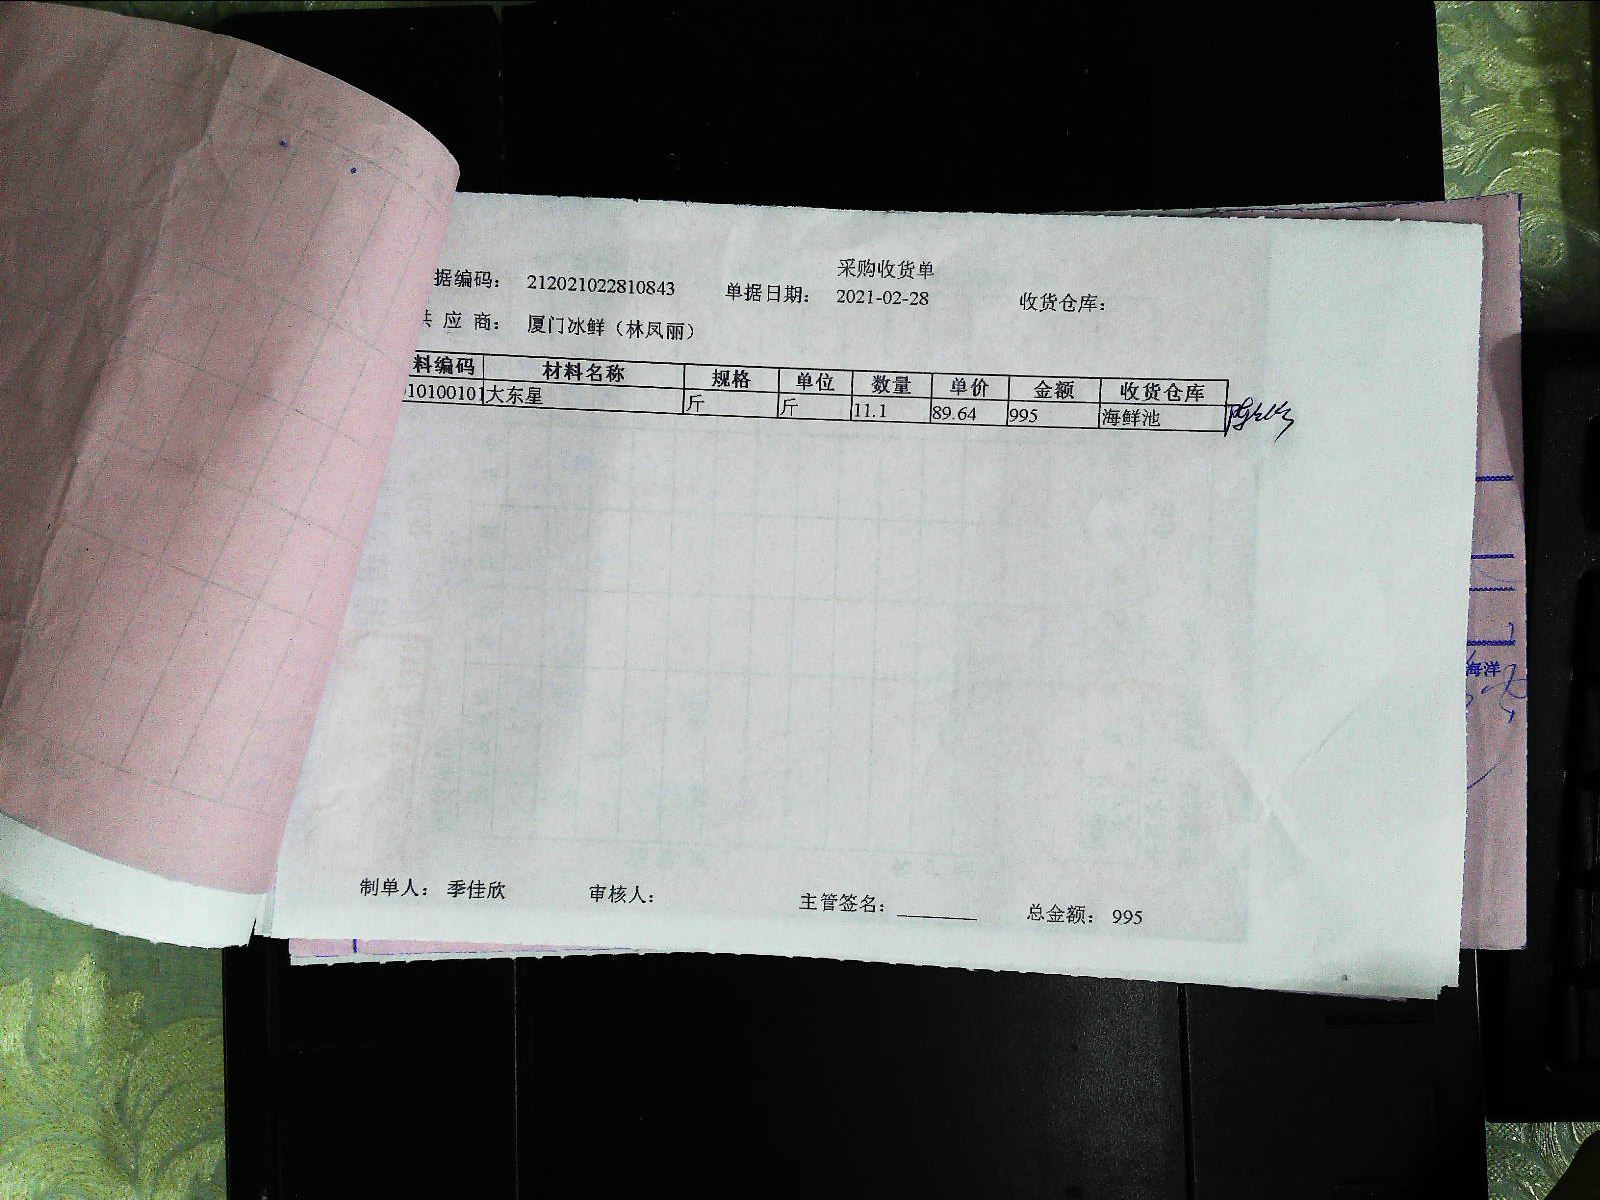 采购收货单
据编码： 212021022810843 单据日期： 2021-02-28 收货仓库：
供 应 商： 厦门冰鲜（林凤丽）
料编码 材料名称 规格 单位 数量 单价 金额 收货仓库
10100101 大东星 斤 斤 11.1 89.64 995 海鲜池
海洋
制单人： 季佳欣 审核人： 主管签名： 总金额： 995